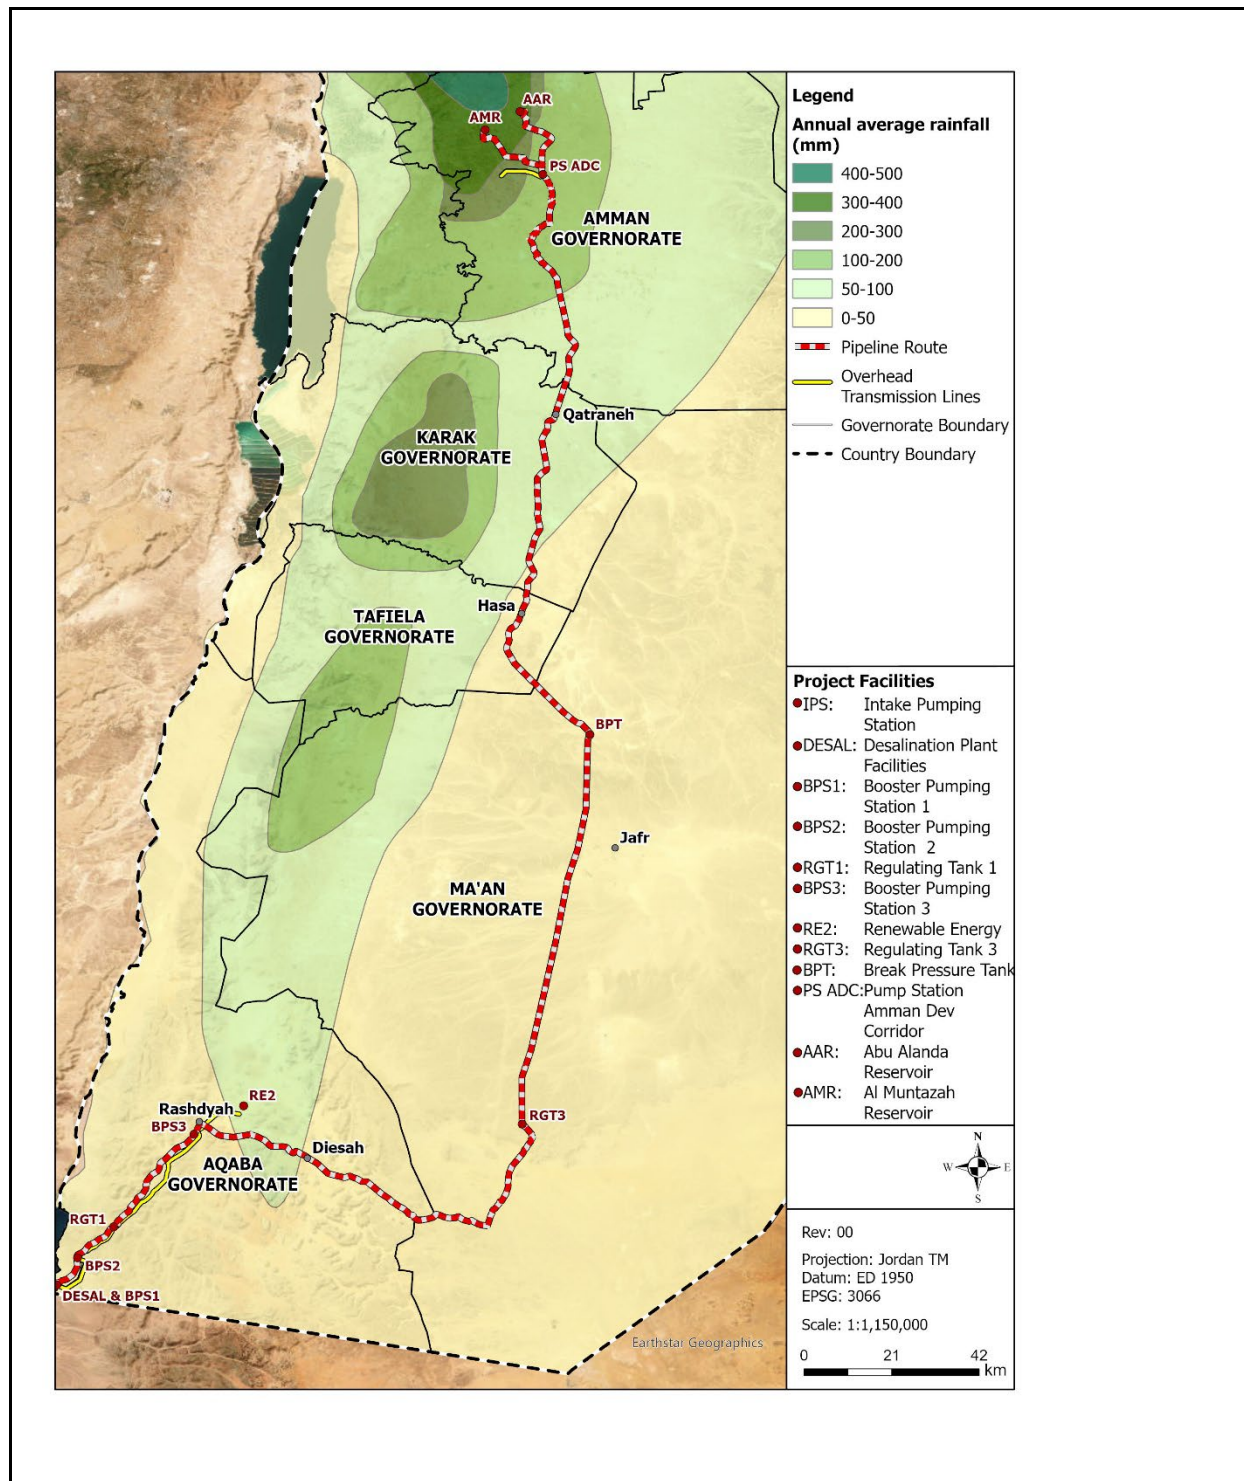 AAR
AMR
PS ADC
AMMAN
GOVERNORATE
Qatraneh
KARAK
GOVERNORATE
Hasa
TAFIELA
GOVERNORATE
BPT
Jafr
MA'AN
GOVERNORATE
RE2
Rashdyah
BPS3
RGT3
Diesah
AQABA
GOVERNORATE
RGT1
BPS2
DESAL & BPS1
Earthstar Geographics
Legend
Annual average rainfall
(mm)
400-500
300-400
200-300
100-200
50-100
0-50
Pipeline Route
Overhead
Transmission Lines
Governorate Boundary
Country Boundary
Project Facilities
IPS: Intake Pumping
Station
DESAL: Desalination Plant
Facilities
BPS1: Booster Pumping
Station 1
BPS2: Booster Pumping
Station 2
RGT1: Regulating Tank 1
BPS3: Booster Pumping
Station 3
RE2: Renewable Energy
RGT3: Regulating Tank 3
BPT: Break Pressure Tank
PS ADC: Pump Station
Amman Dev
Corridor
AAR: Abu Alanda
Reservoir
AMR: Al Muntazah
Reservoir
N
W E
S
Rev: 00
Projection: Jordan TM
Datum: ED 1950
EPSG: 3066
Scale: 1:1,150,000
0 21 42
km